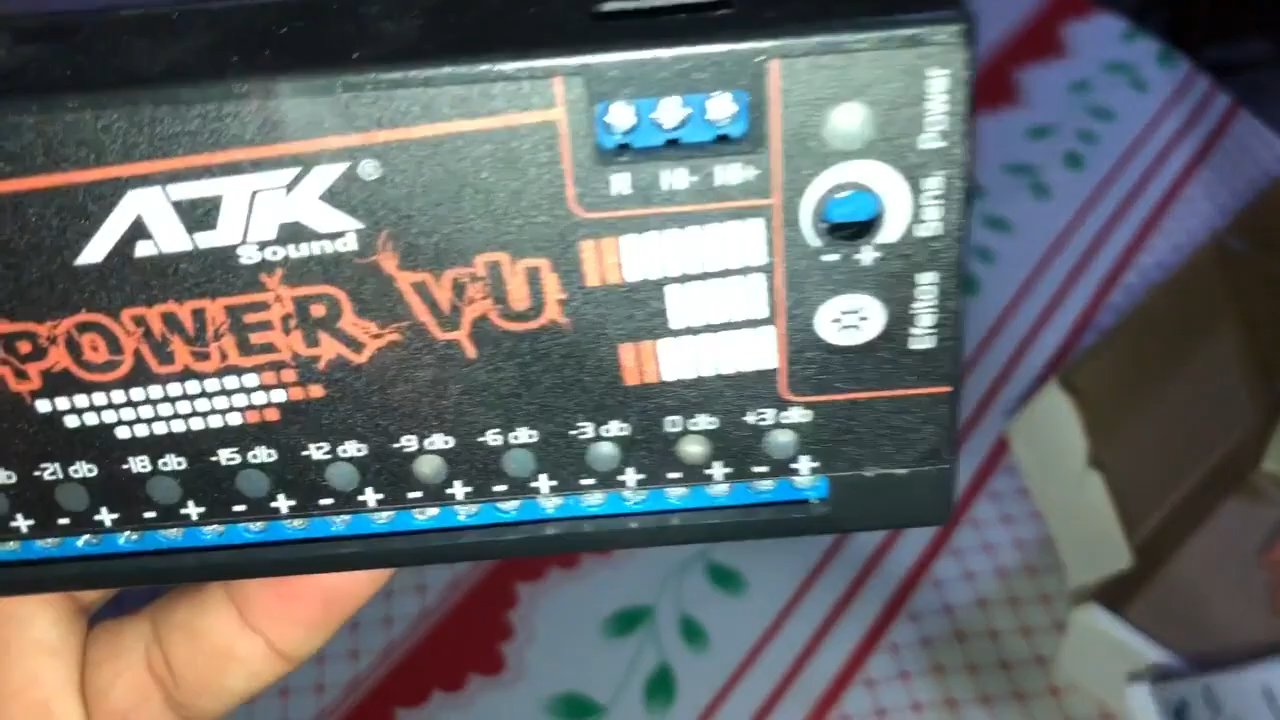 AJK®
Sound
POWER VU
Power
Sens.
- +
Efeitos
-21 db -18 db -15 db -12 db -9 db -6 db -3 db 0 db +3 db
+ - + - + - + - + - + - + - + - + - +